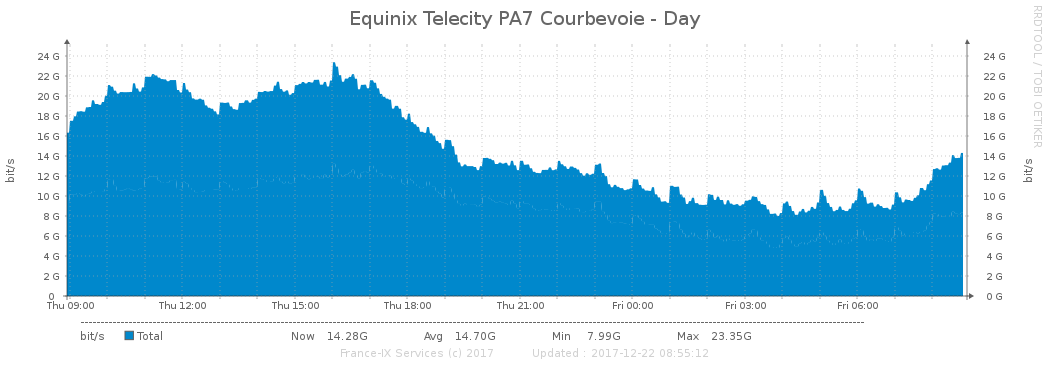 Equinix Telecity PA7 Courbevoie - Day
RRDTOOL / TOBI OETIKER
24 G 24 G
22 G 22 G
20 G 20 G
18 G 18 G
16 G 16 G
14 G 14 G
12 G 12 G
10 G 10 G
8 G 8 G
6 G 6 G
4 G 4 G
2 G 2 G
0 0 G
bit/s
bit/s
Thu 09:00 Thu 12:00 Thu 15:00 Thu 18:00 Thu 21:00 Fri 00:00 Fri 03:00 Fri 06:00
bit/s Total Now 14.28G Avg 14.70G Min 7.99G Max 23.35G
France-IX Services (c) 2017 Updated : 2017-12-22 08:55:12